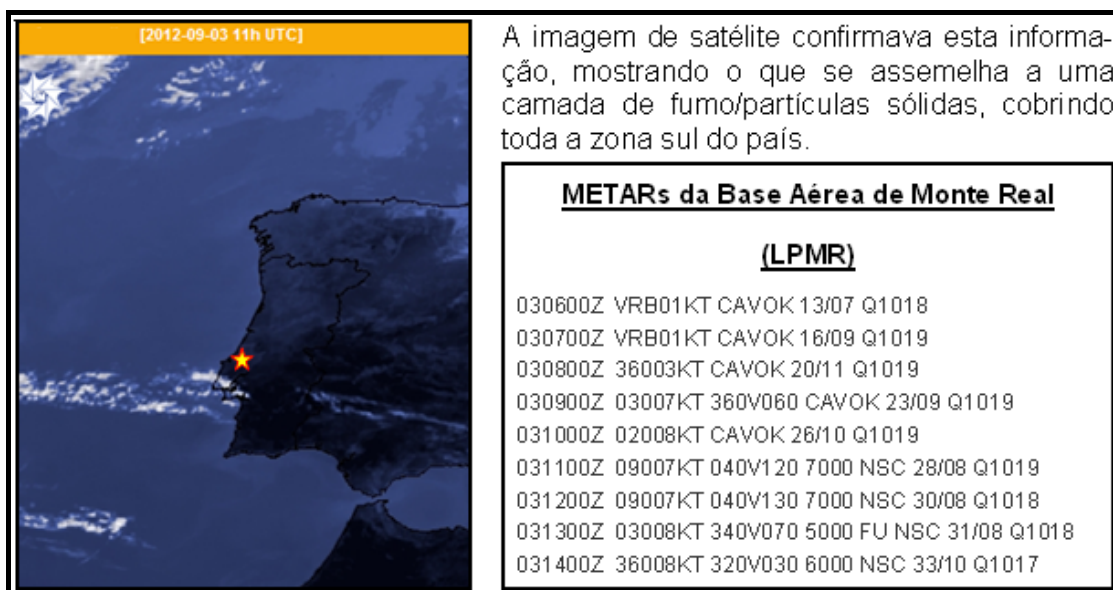 [2012-09-03 11h UTC]
A imagem de satélite confirmava esta informa-
ção, mostrando o que se assemelha a uma
camada de fumo/partículas sólidas, cobrindo
toda a zona sul do país.
METARs da Base Aérea de Monte Real
(LPMR)
030600Z VRB01KT CAVOK 13/07 Q1018
030700Z VRB01KT CAVOK 16/09 Q1019
030800Z 36003KT CAVOK 20/11 Q1019
030900Z 03007KT 360V060 CAVOK 23/09 Q1019
031000Z 02008KT CAVOK 26/10 Q1019
031100Z 09007KT 040V120 7000 NSC 28/08 Q1019
031200Z 09007KT 040V130 7000 NSC 30/08 Q1018
031300Z 03008KT 340V070 5000 FU NSC 31/08 Q1018
031400Z 36008KT 320V030 6000 NSC 33/10 Q1017